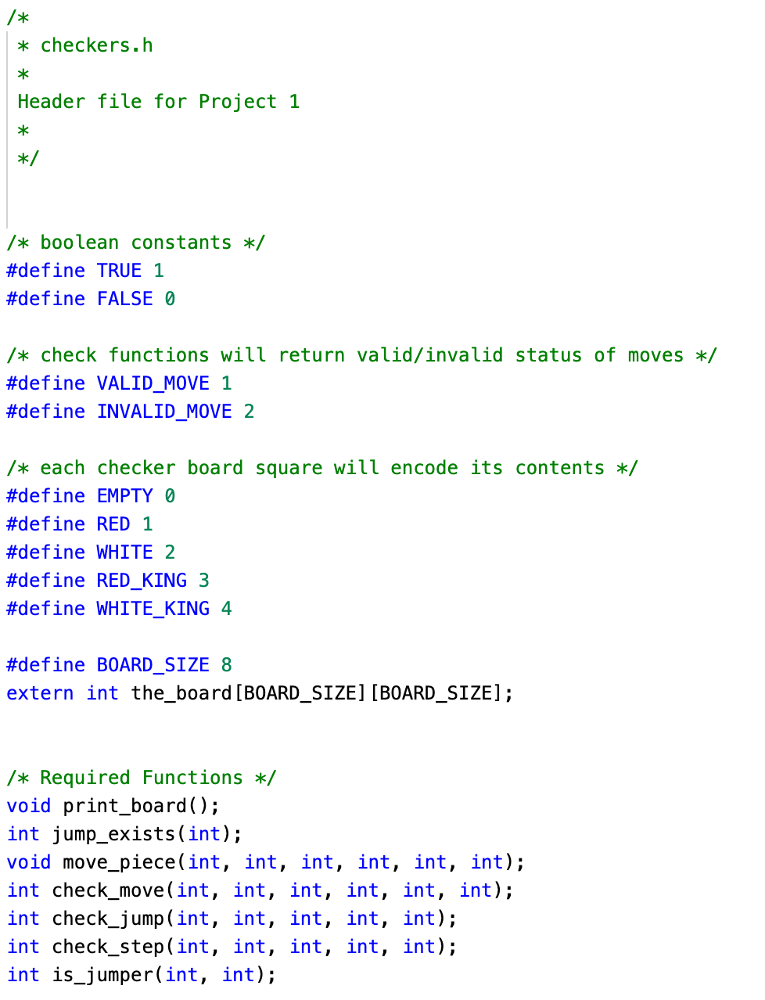 /*
 * checkers.h
 *
 Header file for Project 1
 *
 */
/* boolean constants */
#define TRUE 1
#define FALSE 0
/* check functions will return valid/invalid status of moves */
#define VALID_MOVE 1
#define INVALID_MOVE 2
/* each checker board square will encode its contents */
#define EMPTY 0
#define RED 1
#define WHITE 2
#define RED_KING 3
#define WHITE_KING 4
#define BOARD_SIZE 8
extern int the_board[BOARD_SIZE][BOARD_SIZE];
/* Required Functions */
void print_board();
int jump_exists(int);
void move_piece(int, int, int, int, int, int);
int check_move(int, int, int, int, int, int);
int check_jump(int, int, int, int, int);
int check_step(int, int, int, int, int);
int is_jumper(int, int);